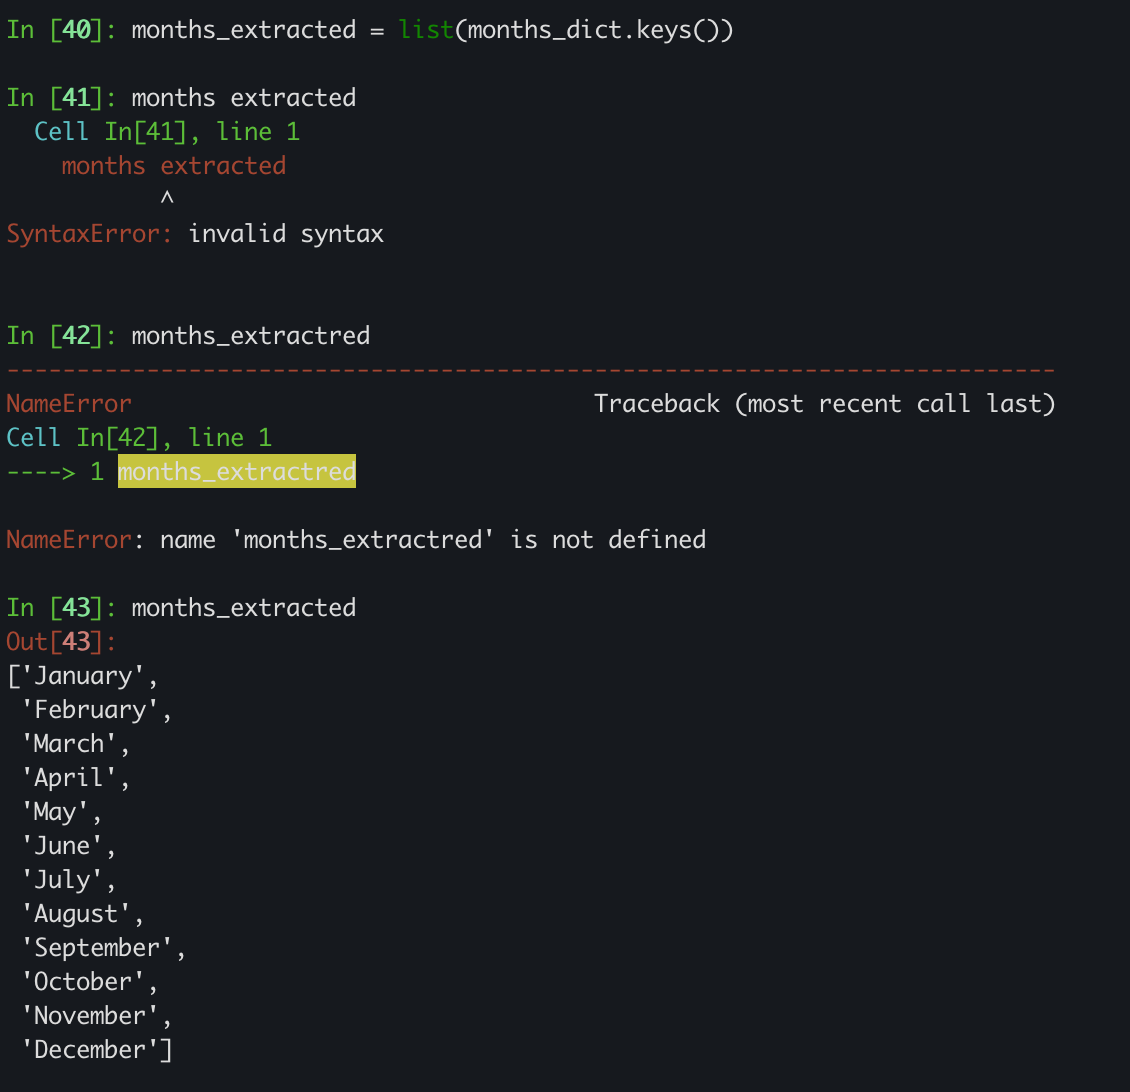 In [40]: months_extracted = list(months_dict.keys())
In [41]: months extracted
  Cell In[41], line 1
    months extracted
           ^
SyntaxError: invalid syntax
In [42]: months_extractred
---------------------------------------------------------------------------
NameError                                 Traceback (most recent call last)
Cell In[42], line 1
----> 1 months_extractred
NameError: name 'months_extractred' is not defined
In [43]: months_extracted
Out[43]:
['January',
 'February',
 'March',
 'April',
 'May',
 'June',
 'July',
 'August',
 'September',
 'October',
 'November',
 'December']